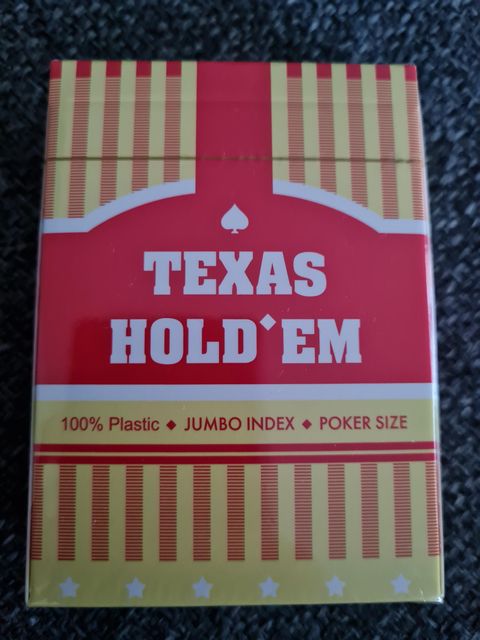 TEXAS
HOLD'EM
100% Plastic ◆ JUMBO INDEX ◆ POKER SIZE